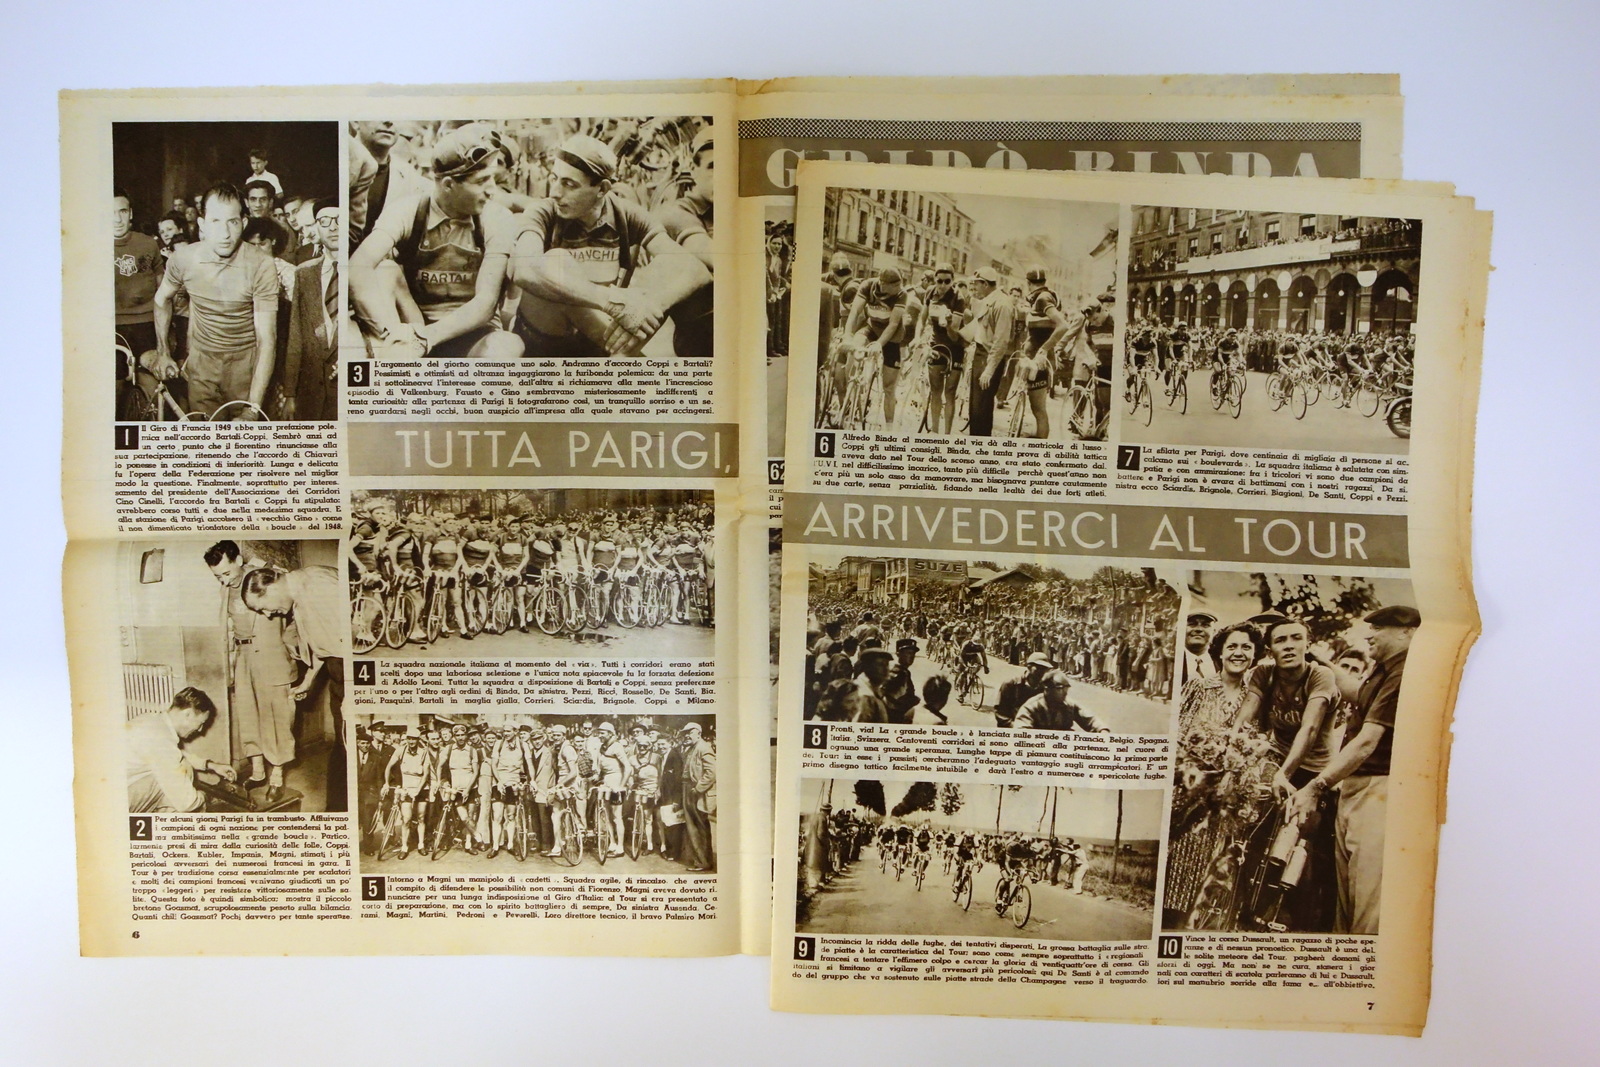 1 Il Giro di Francia 1949 ebbe una prefazione pole.
mica nell'accordo Bartali-Coppi. Sembrò anzi ad
un certo punto che il fiorentino rinunciasse alla
sua partecipazione, ritenendo che l'accordo di Chiavari
lo ponesse in condizioni di inferiorità. Lunga e delicata
fu l'opera della Federazione per risolvere nel miglior
modo la questione. Finalmente, soprattutto per interes.
samento del presidente dell'Associazione dei Corridori
Cino Cinelli, l'accordo fra Bartali e Coppi fu stipulato:
avrebbero corso tutti e due nella medesima squadra. E
alla stazione di Parigi accolsero il «vecchio Gino» come
il non dimenticato trionfatore della «boucle» del 1948.
2 Per alcuni giorni Parigi fu in trambusto. Affluivano
i campioni di ogni nazione per contendersi la pal.
ma ambitissima nella «grande boucle». Partico.
larmente presi di mira dalla curiosità delle folle, Coppi,
Bartali, Ockers, Kubler, Impanis, Magni, stimati i più
pericolosi avversari dei numerosi francesi in gara. Il
Tour è per tradizione corsa essenzialmente per scalatori
e molti dei campioni francesi venivano giudicati un po'
troppo «leggeri» per resistere vittoriosamente sulle sa.
lite. Questa foto è quindi simbolica: mostra il piccolo
bretone Goasmat, scrupolosamente pesato sulla bilancia.
Quanti chili Goasmat? Pochi davvero per tante speranze.
6
BARTALI
BIANCHI
3 L'argomento del giorno comunque uno solo. Andranno d'accordo Coppi e Bartali?
Pessimisti e ottimisti ad oltranza ingaggiarono la furibonda polemica: da una parte
si sottolineava l'interesse comune, dall'altra si richiamava alla mente l'increscioso
episodio di Valkenburg. Fausto e Gino sembravano misteriosamente indifferenti a
tanta curiosità: alla partenza di Parigi li fotografarono così, un tranquillo sorriso e un se.
reno guardarsi negli occhi, buon auspicio all'impresa alla quale stavano per accingersi.
TUTTA PARIGI,
4 La squadra nazionale italiana al momento del «via». Tutti i corridori erano stati
scelti dopo una laboriosa selezione e l'unica nota spiacevole fu la forzata defezione
di Adolfo Leoni. Tutta la squadra a disposizione di Bartali e Coppi, senza preferenze
per l'uno o per l'altro agli ordini di Binda. Da sinistra, Pezzi, Ricci, Rossello, De Santi, Bia.
gioni, Pasquini, Bartali in maglia gialla, Corrieri, Sciardis, Brignole, Coppi e Milano.
5 Intorno a Magni un manipolo di «cadetti». Squadra agile, di rincalzo, che aveva
il compito di difendere le possibilità non comuni di Fiorenzo. Magni aveva dovuto ri.
nunciare per una lunga indisposizione al Giro d'Italia: al Tour si era presentato a
corto di preparazione, ma con lo spirito battagliero di sempre. Da sinistra Ausenda, Ce.
rami, Magni, Martini, Pedroni e Peverelli. Loro direttore tecnico, il bravo Palmiro Mori.
GRIDÒ BINDA
62
cam
il p
cui
par
6 Alfredo Binda al momento del via dà alla «matricola di lusso»
Coppi gli ultimi consigli. Binda, che tanta prova di abilità tattica
aveva dato nel Tour dello scorso anno, era stato confermato dal.
l'U.V.I. nel difficilissimo incarico, tanto più difficile perchè quest'anno non
c'era più un solo asso da manovrare, ma bisognava puntare cautamente
su due carte, senza parzialità, fidando nella lealtà dei due forti atleti.
7 La sfilata per Parigi, dove centinaia di migliaia di persone si ac.
calcano sui «boulevards». La squadra italiana è salutata con sim.
patia e con ammirazione: fra i tricolori vi sono due campioni da
battere e Parigi non è avara di battimani con i nostri ragazzi. Da si.
nistra ecco Sciardis, Brignole, Corrieri, Biagioni, De Santi, Coppi e Pezzi.
ARRIVEDERCI AL TOUR
SUZE
8 Pronti, via! La «grande boucle» è lanciata sulle strade di Francia, Belgio, Spagna,
Italia, Svizzera. Centoventi corridori si sono allineati alla partenza, nel cuore di
ognuno una grande speranza. Lunghe tappe di pianura costituiscono la prima parte
del Tour: in esse i passisti cercheranno l'adeguato vantaggio sugli arrampicatori. E' un
primo disegno tattico facilmente intuibile e darà l'estro a numerose e spericolate fughe.
9 Incomincia la ridda delle fughe, dei tentativi disperati. La grossa battaglia sulle stra.
de piatte è la caratteristica del Tour: sono come sempre soprattutto i «regionali»
francesi a tentare l'effimero colpo e cercar la gloria di ventiquattr'ore di corsa. Gli
italiani si limitano a vigilare gli avversari più pericolosi: qui De Santi è al comando
do del gruppo che va sostenuto sulle piatte strade della Champagne verso il traguardo.
10 Vince la corsa Dussault, un ragazzo di poche spe.
ranze e di nessun pronostico. Dussault è una del.
le solite meteore del Tour, pagherà domani gli
sforzi di oggi. Ma non se ne cura, stasera i gior
nali con caratteri di scatola parleranno di lui e Dussault,
fiori sul manubrio sorride alla fama e... all'obbiettivo.
7